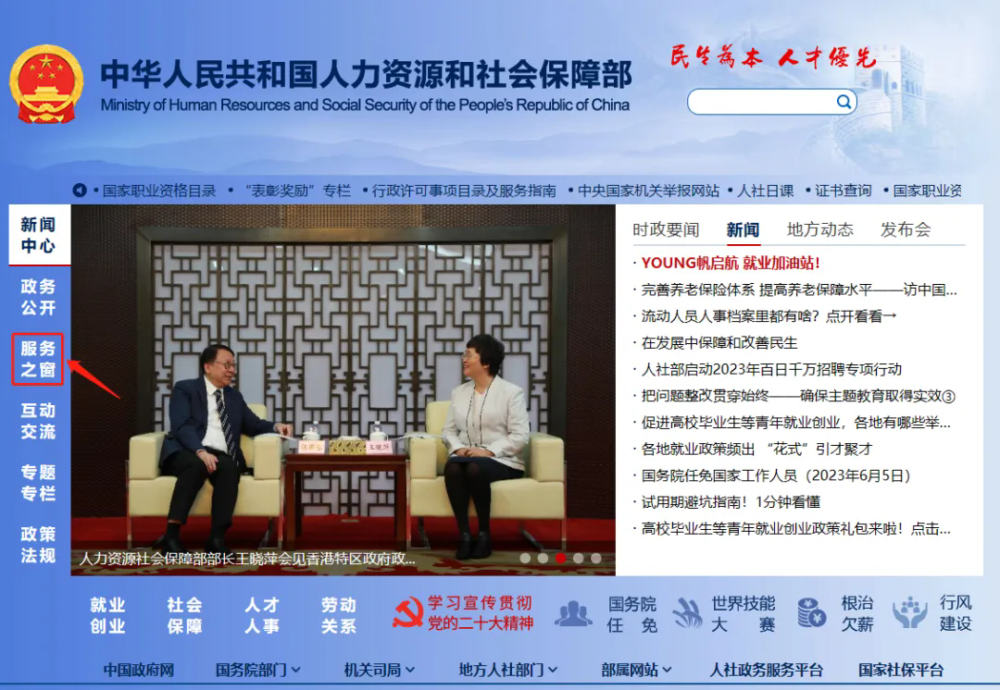 中华人民共和国人力资源和社会保障部
Ministry of Human Resources and Social Security of the People's Republic of China
民生為本 人才優先
• 国家职业资格目录 • “表彰奖励”专栏 • 行政许可事项目录及服务指南 • 中央国家机关举报网站 • 人社日课 • 证书查询 • 国家职业资
新闻
中心
政务
公开
服务
之窗
互动
交流
专题
专栏
政策
法规
人力资源社会保障部部长王晓萍会见香港特区政府政...
时政要闻 新闻 地方动态 发布会
· YOUNG帆启航 就业加油站!
· 完善养老保险体系 提高养老保障水平——访中国...
· 流动人员人事档案里都有啥？点开看看→
· 在发展中保障和改善民生
· 人社部启动2023年百日千万招聘专项行动
· 把问题整改贯穿始终——确保主题教育取得实效③
· 促进高校毕业生等青年就业创业，各地有哪些举...
· 各地就业政策频出 “花式”引才聚才
· 国务院任免国家工作人员（2023年6月5日）
· 试用期避坑指南！1分钟看懂
· 高校毕业生等青年就业创业政策礼包来啦！点击...
就业
创业
社会
保障
人才
人事
劳动
关系
学习宣传贯彻
党的二十大精神
国务院
任 免
世界技能
大 赛
根治
欠薪
行风
建设
中国政府网 国务院部门 机关司局 地方人社部门 部属网站 人社政务服务平台 国家社保平台